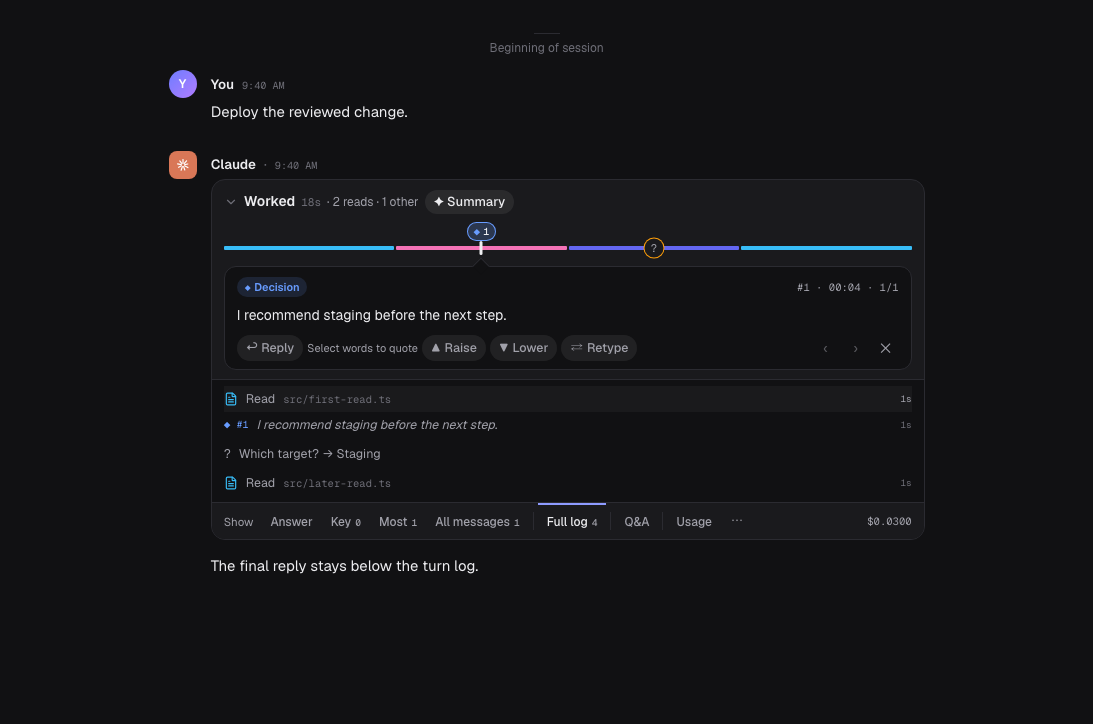 Beginning of session
Y You 9:40 AM
Deploy the reviewed change.
Claude · 9:40 AM
Worked 18s · 2 reads · 1 other ✦ Summary
◆ 1
?
◆ Decision #1 · 00:04 · 1/1
I recommend staging before the next step.
↩ Reply Select words to quote ▲ Raise ▼ Lower ⇄ Retype ‹ › ×
Read src/first-read.ts 1s
◆ #1 I recommend staging before the next step. 1s
? Which target? → Staging
Read src/later-read.ts 1s
Show Answer Key 0 Most 1 All messages 1 Full log 4 Q&A Usage ··· $0.0300
The final reply stays below the turn log.